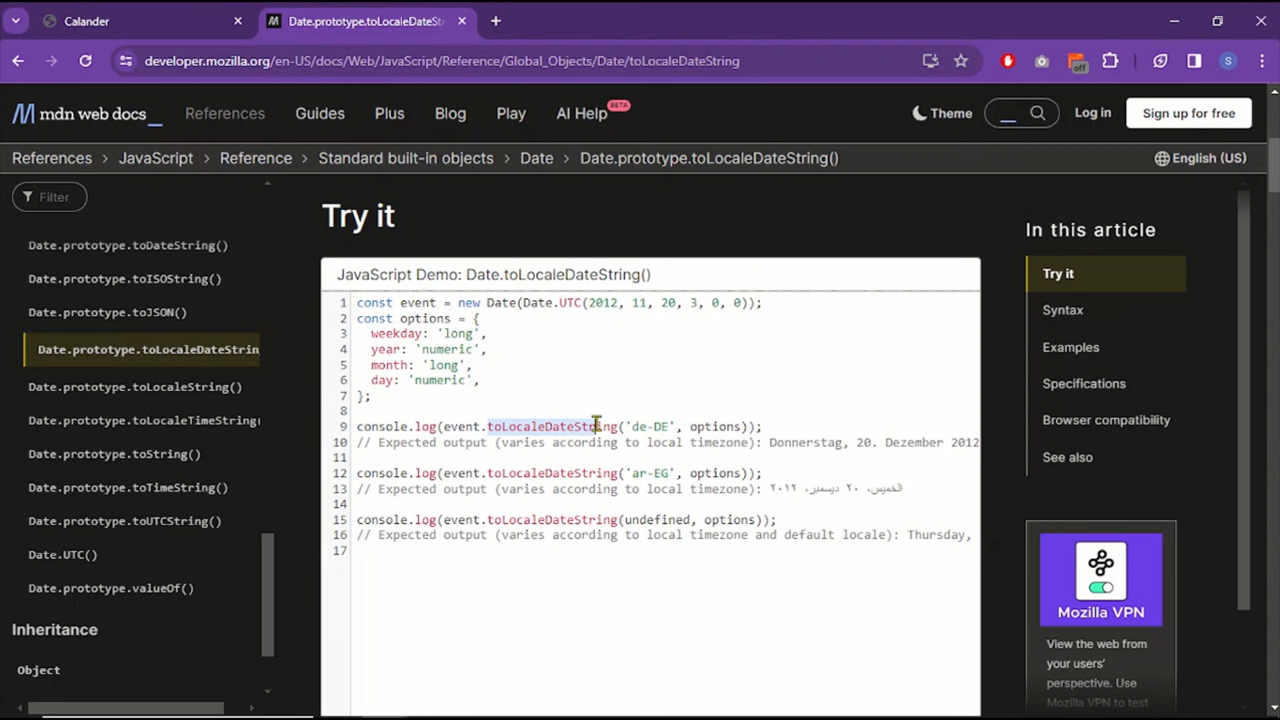 Calander
Date.prototype.toLocaleDateSt
developer.mozilla.org/en-US/docs/Web/JavaScript/Reference/Global_Objects/Date/toLocaleDateString
off
S
mdn web docs
References
Guides
Plus
Blog
Play
AI Help
BETA
Theme
Log in
Sign up for free
References > JavaScript > Reference > Standard built-in objects > Date > Date.prototype.toLocaleDateString()
English (US)
Filter
Date.prototype.toDateString()
Date.prototype.toISOString()
Date.prototype.toJSON()
Date.prototype.toLocaleDateStrin
Date.prototype.toLocaleString()
Date.prototype.toLocaleTimeString(
Date.prototype.toString()
Date.prototype.toTimeString()
Date.prototype.toUTCString()
Date.UTC()
Date.prototype.valueOf()
Inheritance
Object
Try it
JavaScript Demo: Date.toLocaleDateString()
1 const event = new Date(Date.UTC(2012, 11, 20, 3, 0, 0));
2 const options = {
3 weekday: 'long',
4 year: 'numeric',
5 month: 'long',
6 day: 'numeric',
7 };
8
9 console.log(event.toLocaleDateString('de-DE', options));
10 // Expected output (varies according to local timezone): Donnerstag, 20. Dezember 2012
11
12 console.log(event.toLocaleDateString('ar-EG', options));
13 // Expected output (varies according to local timezone): الخميس، ٢٠ ديسمبر، ٢٠١٢
14
15 console.log(event.toLocaleDateString(undefined, options));
16 // Expected output (varies according to local timezone and default locale): Thursday,
17
In this article
Try it
Syntax
Examples
Specifications
Browser compatibility
See also
Mozilla VPN
View the web from
your users'
perspective. Use
Mozilla VPN to test